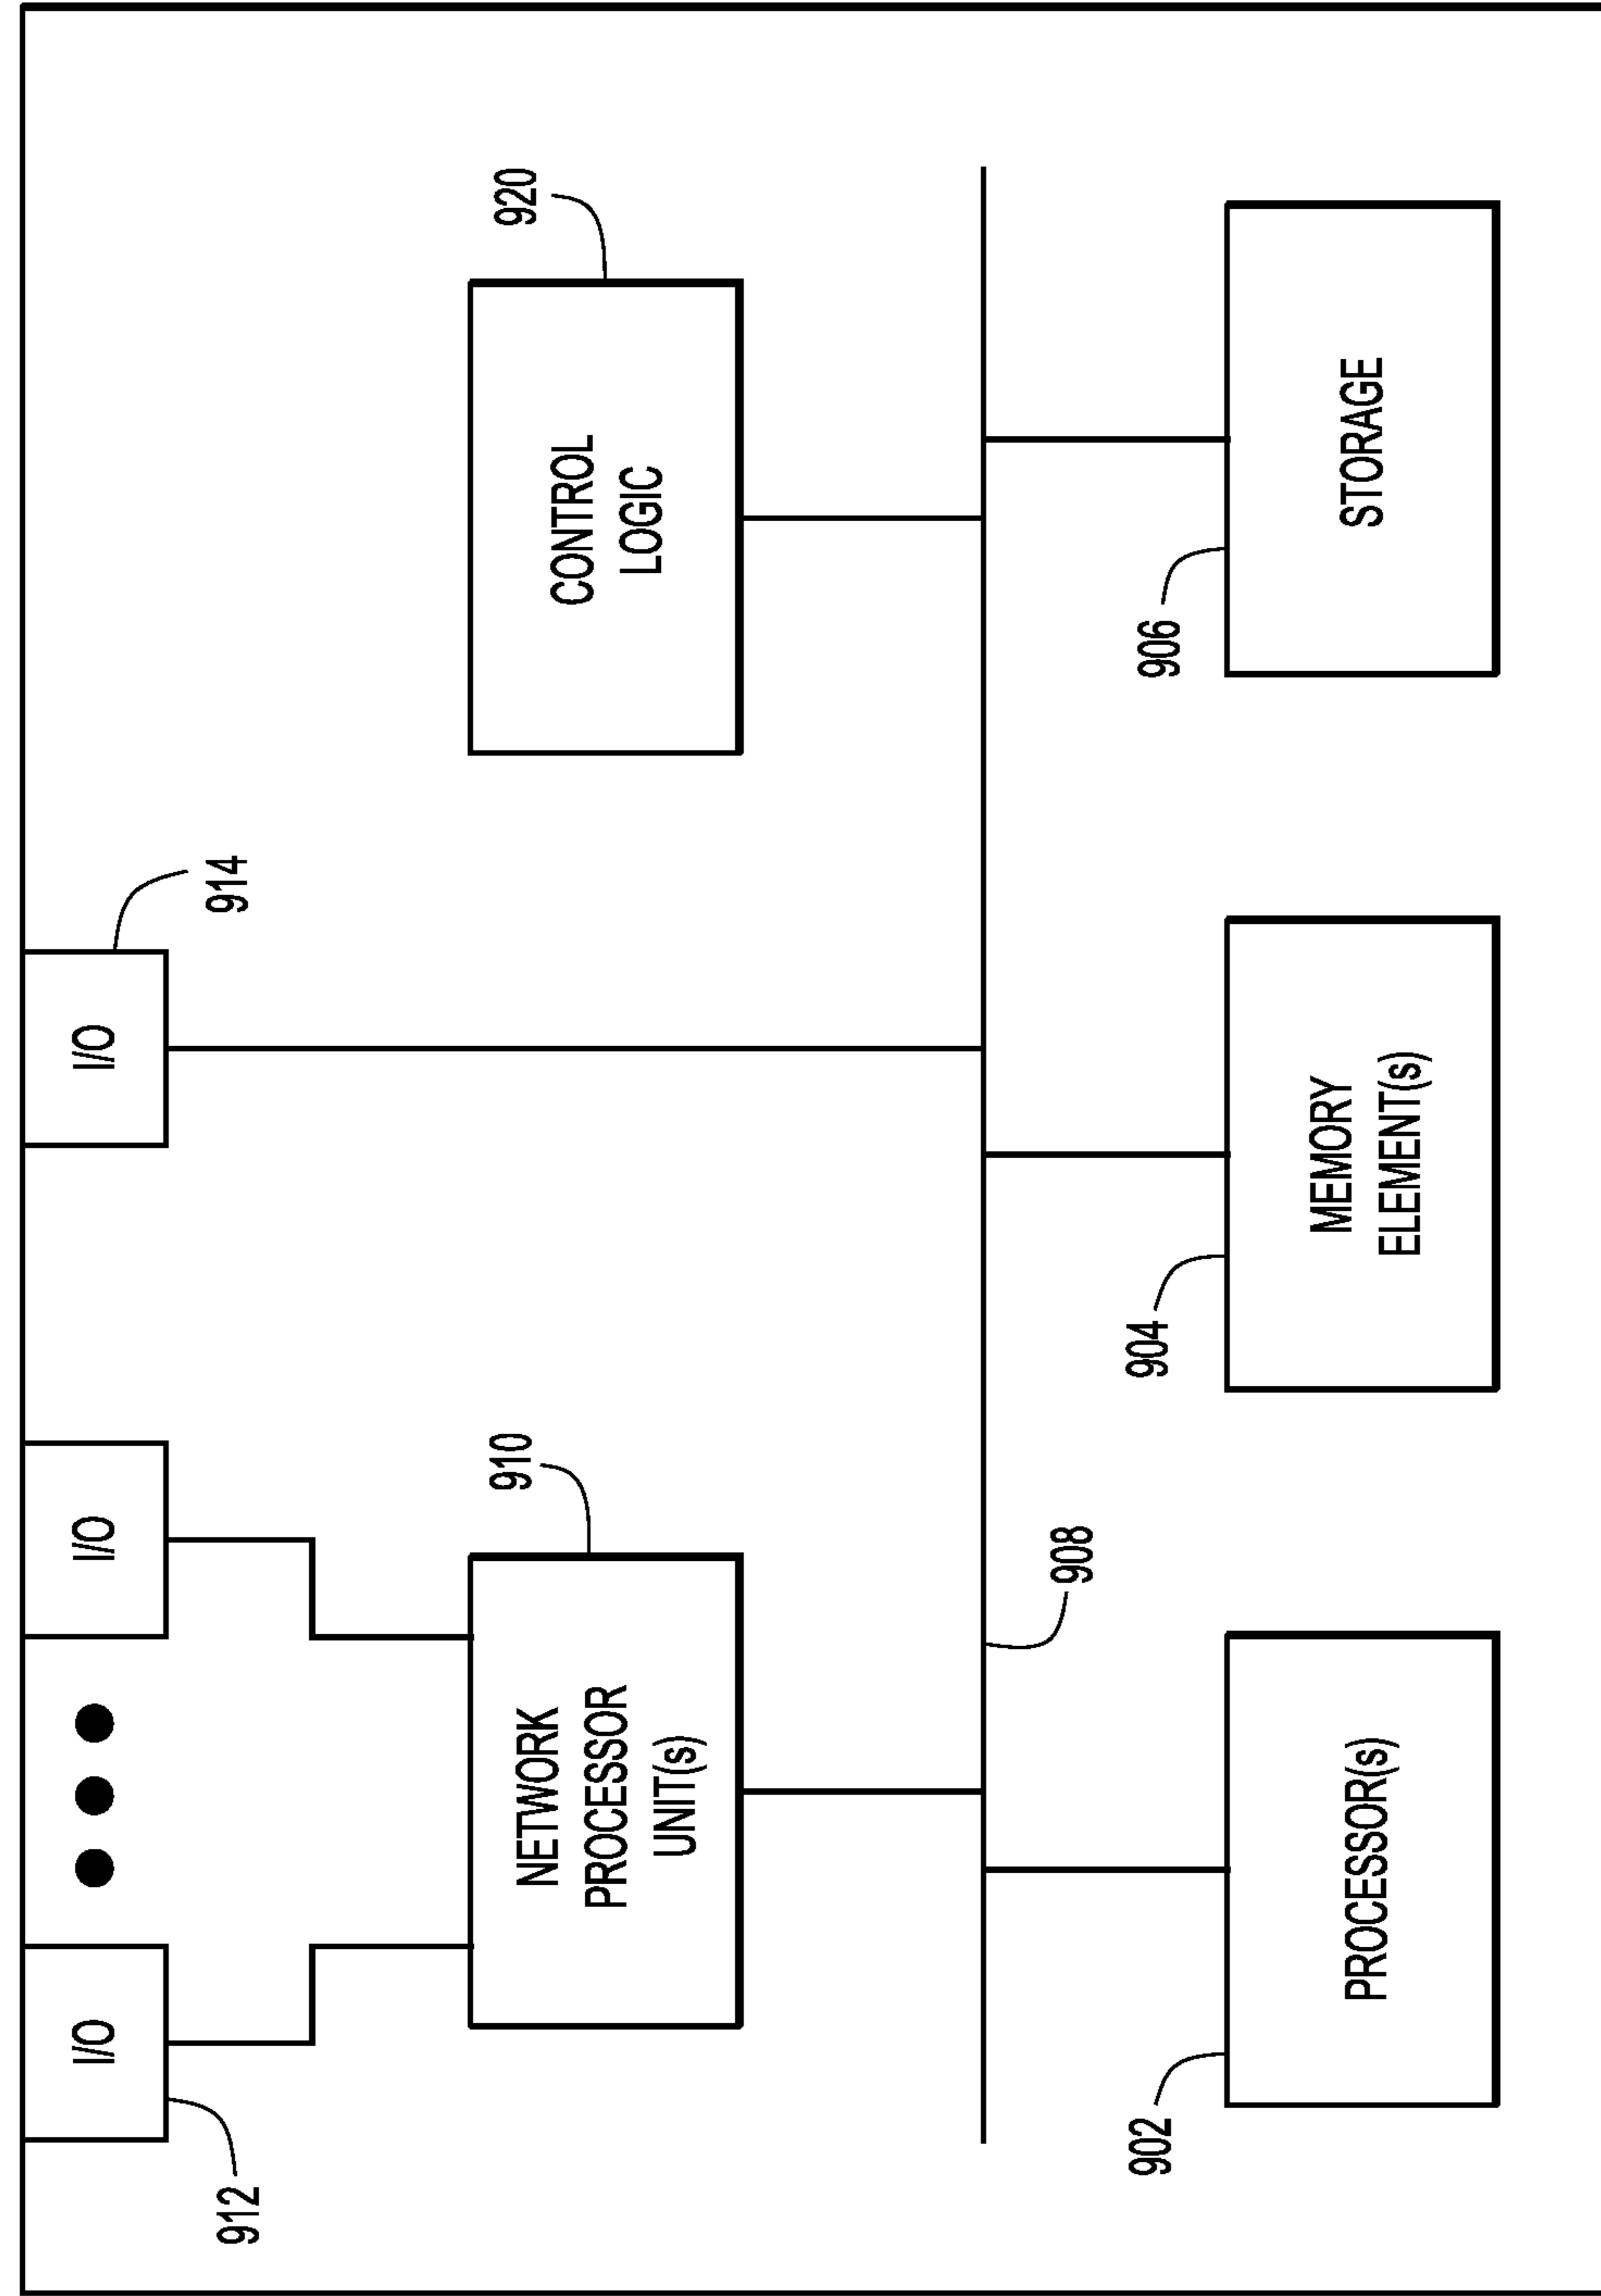 I/O
I/O
I/O
912
914
910
920
NETWORK
PROCESSOR
UNIT(s)
CONTROL
LOGIC
908
902
904
906
PROCESSOR(s)
MEMORY
ELEMENT(s)
STORAGE